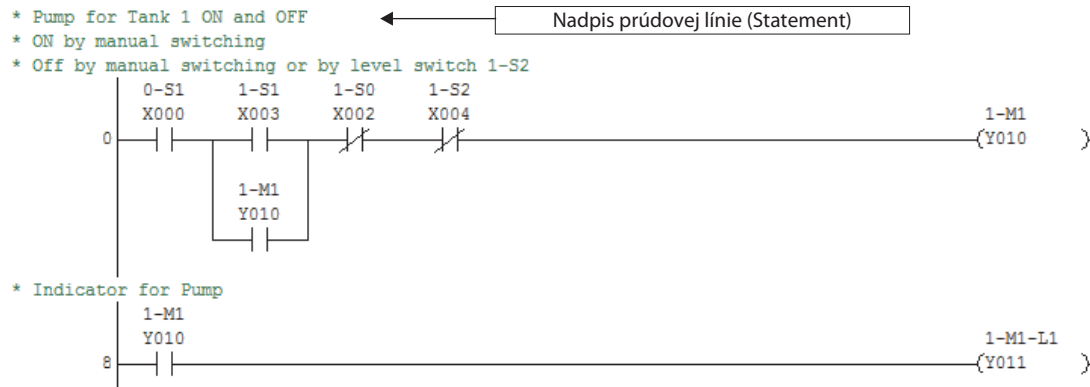 * Pump for Tank 1 ON and OFF
Nadpis prúdovej línie (Statement)
* ON by manual switching
* Off by manual switching or by level switch 1-S2
0-S1 1-S1 1-S0 1-S2
X000 X003 X002 X004 1-M1
0 Y010
1-M1
Y010
* Indicator for Pump
1-M1
Y010 1-M1-L1
8 Y011